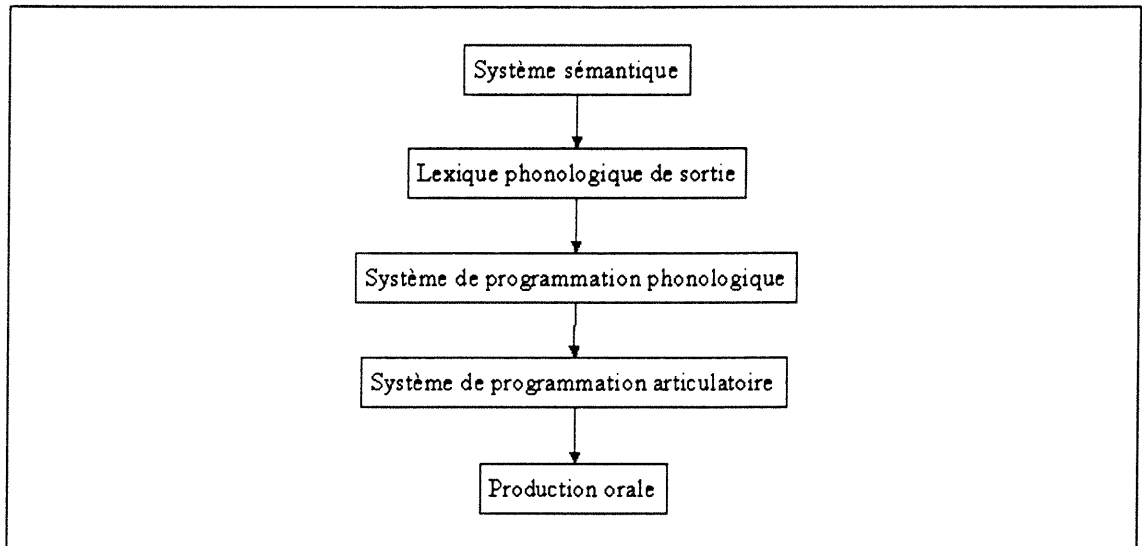 Système sémantique
Lexique phonologique de sortie
Système de programmation phonologique
Système de programmation articulatoire
Production orale